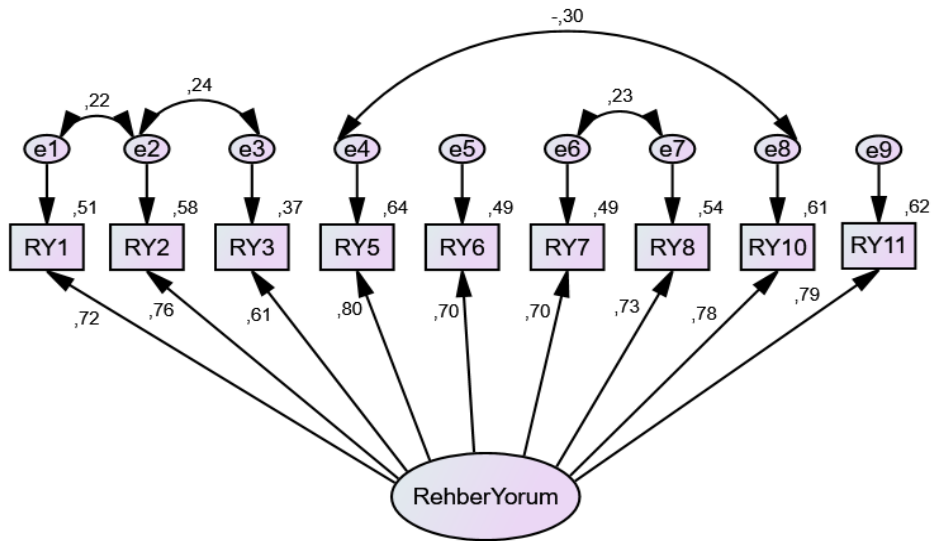 -,30
,22 ,24 ,23
e1 e2 e3 e4 e5 e6 e7 e8 e9
,51 ,58 ,37 ,64 ,49 ,49 ,54 ,61 ,62
RY1 RY2 RY3 RY5 RY6 RY7 RY8 RY10 RY11
,72 ,76 ,61 ,80 ,70 ,70 ,73 ,78 ,79
RehberYorum